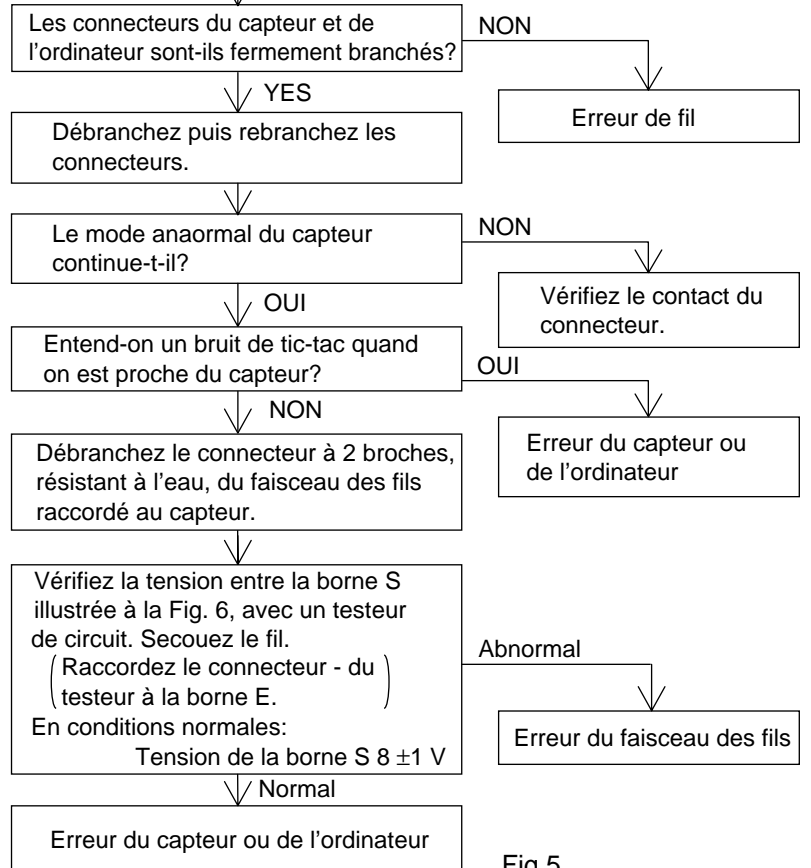 Les connecteurs du capteur et de
l'ordinateur sont-ils fermement branchés?
NON
Erreur de fil
YES
Débranchez puis rebranchez les
connecteurs.
Le mode anaormal du capteur
continue-t-il?
NON
Vérifiez le contact du
connecteur.
OUI
Entend-on un bruit de tic-tac quand
on est proche du capteur?
OUI
Erreur du capteur ou
de l'ordinateur
NON
Débranchez le connecteur à 2 broches,
résistant à l'eau, du faisceau des fils
raccordé au capteur.
Vérifiez la tension entre la borne S
illustrée à la Fig. 6, avec un testeur
de circuit. Secouez le fil.
(Raccordez le connecteur - du
testeur à la borne E.)
En conditions normales:
Tension de la borne S 8 ±1 V
Abnormal
Erreur du faisceau des fils
Normal
Erreur du capteur ou de l'ordinateur
Fig.5